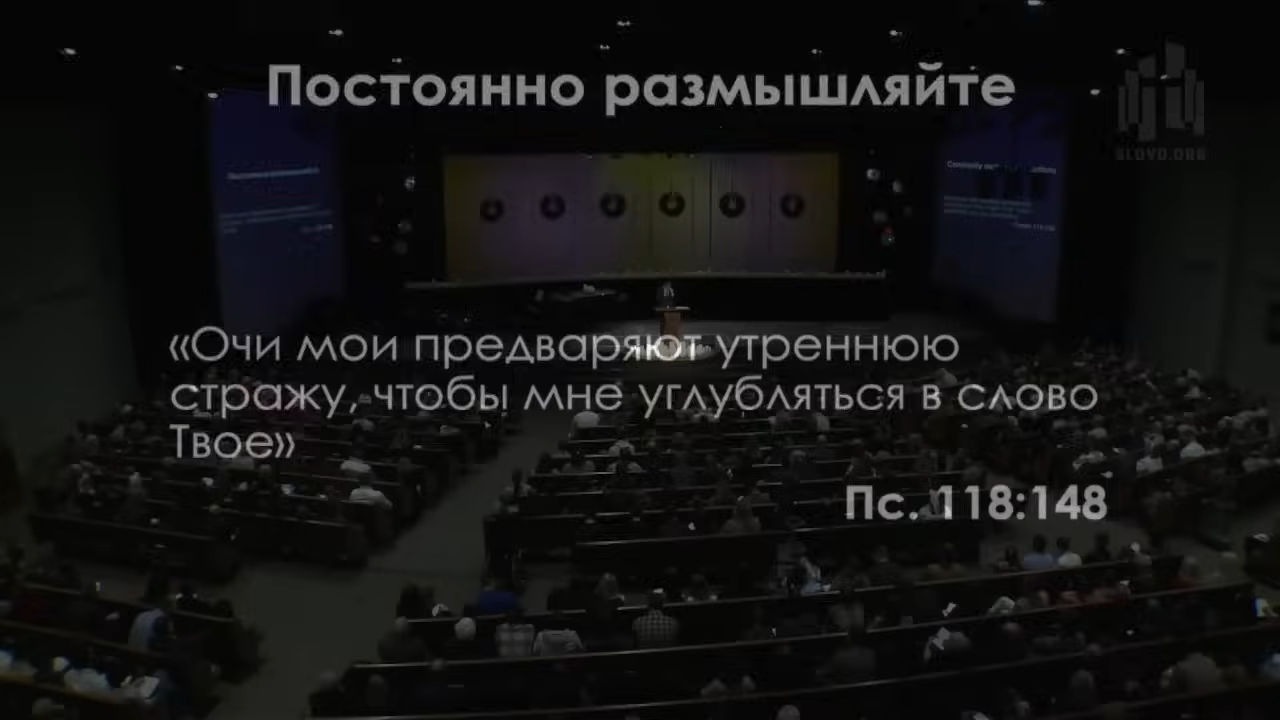 Постоянно размышляйте
SLOVO.ORG
«Очи мои предваряют утреннюю
стражу, чтобы мне углубляться в слово
Твое»
Пс. 118:148